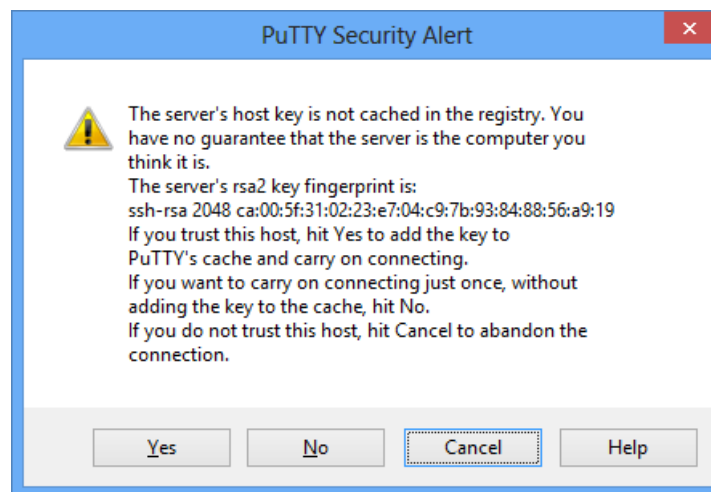 PuTTY Security Alert
The server's host key is not cached in the registry. You
have no guarantee that the server is the computer you
think it is.
The server's rsa2 key fingerprint is:
ssh-rsa 2048 ca:00:5f:31:02:23:e7:04:c9:7b:93:84:88:56:a9:19
If you trust this host, hit Yes to add the key to
PuTTY's cache and carry on connecting.
If you want to carry on connecting just once, without
adding the key to the cache, hit No.
If you do not trust this host, hit Cancel to abandon the
connection.
Yes No Cancel Help